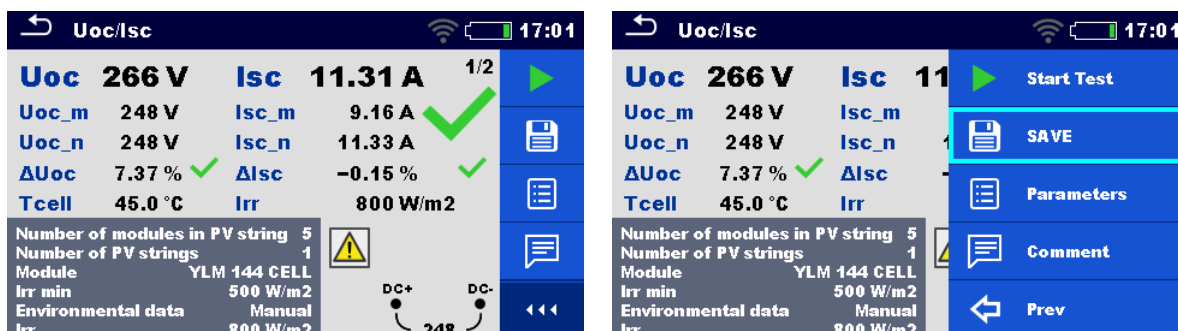 Uoc/Isc 17:01
Uoc 266 V Isc 11.31 A 1/2
Uoc_m 248 V Isc_m 9.16 A
Uoc_n 248 V Isc_n 11.33 A
ΔUoc 7.37 % ΔIsc -0.15 %
Tcell 45.0 °C Irr 800 W/m2
Number of modules in PV string 5
Number of PV strings 1
Module YLM 144 CELL
Irr min 500 W/m2
Environmental data Manual
Irr 800 W/m2
DC+ DC-
248
Uoc/Isc 17:01
Uoc 266 V Isc 11
Uoc_m 248 V Isc_m
Uoc_n 248 V Isc_n 1
ΔUoc 7.37 % ΔIsc -
Tcell 45.0 °C Irr
Number of modules in PV string 5
Number of PV strings 1
Module YLM 144 CELL
Irr min 500 W/m2
Environmental data Manual
Irr 800 W/m2
Start Test
SAVE
Parameters
Comment
Prev